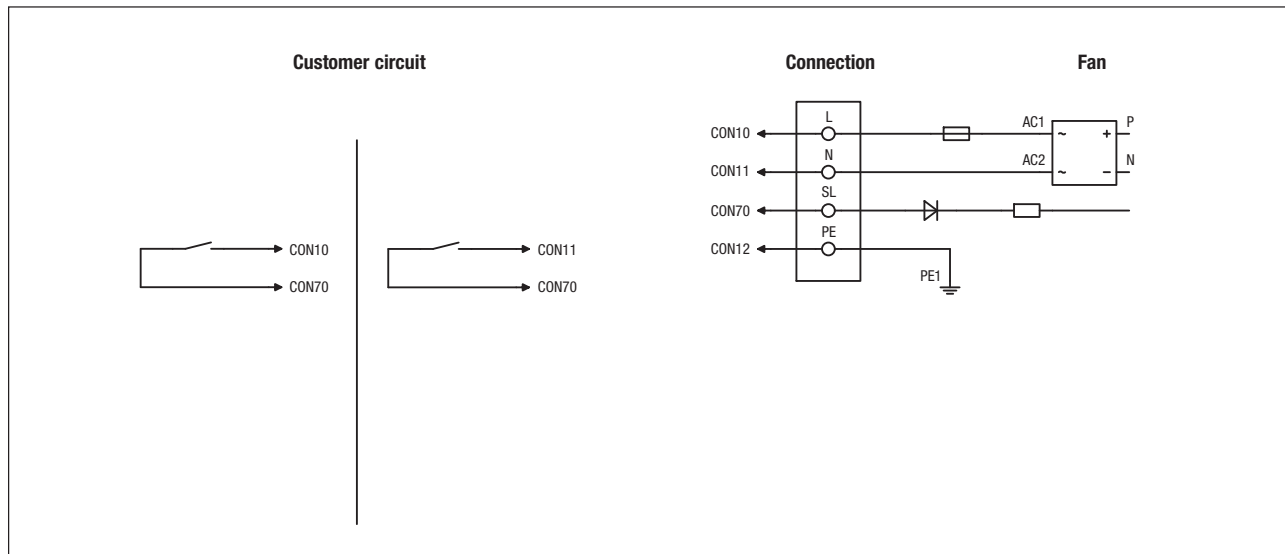 Customer circuit
Connection
Fan
CON10
CON70
CON11
CON70
CON10
L
AC1
P
CON11
N
AC2
N
CON70
SL
CON12
PE
PE1
~
+
~
–